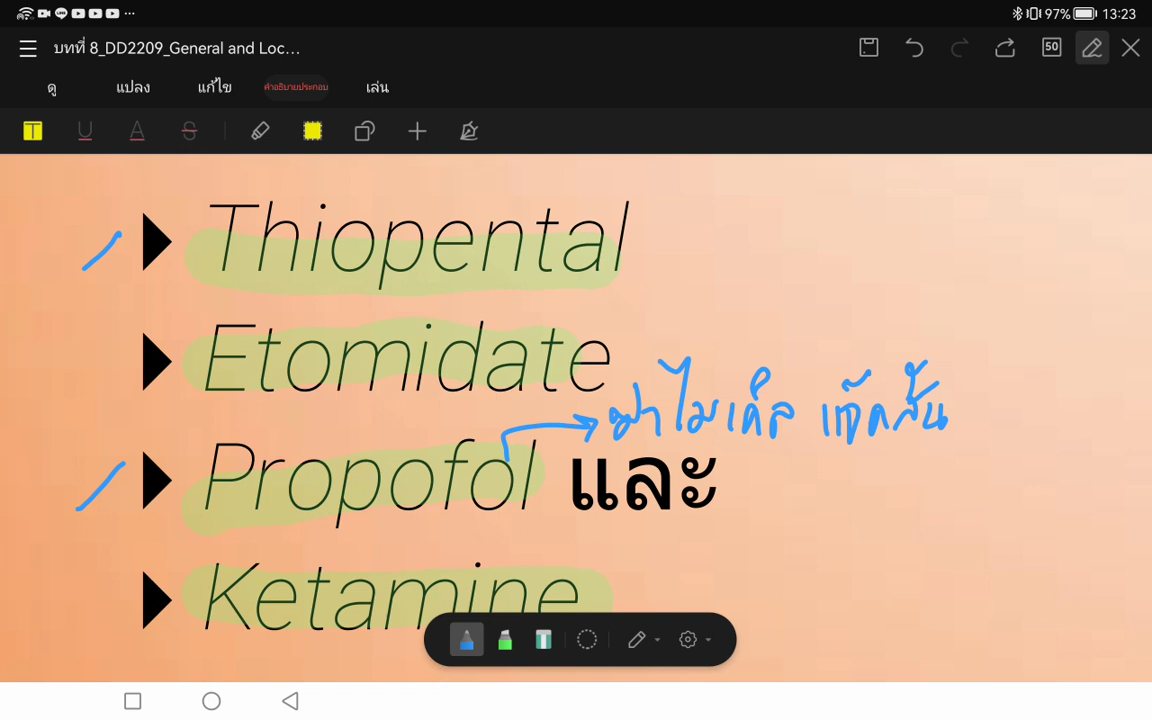 97% 13:23
บทที่ 8_DD2209_General and Loc... 50
ดู แปลง แก้ไข คำอธิบายประกอบ เล่น
T U A S
Thiopental
Etomidate
ฆ่าไมเคิล แจ็คสัน
Propofol และ
Ketamine